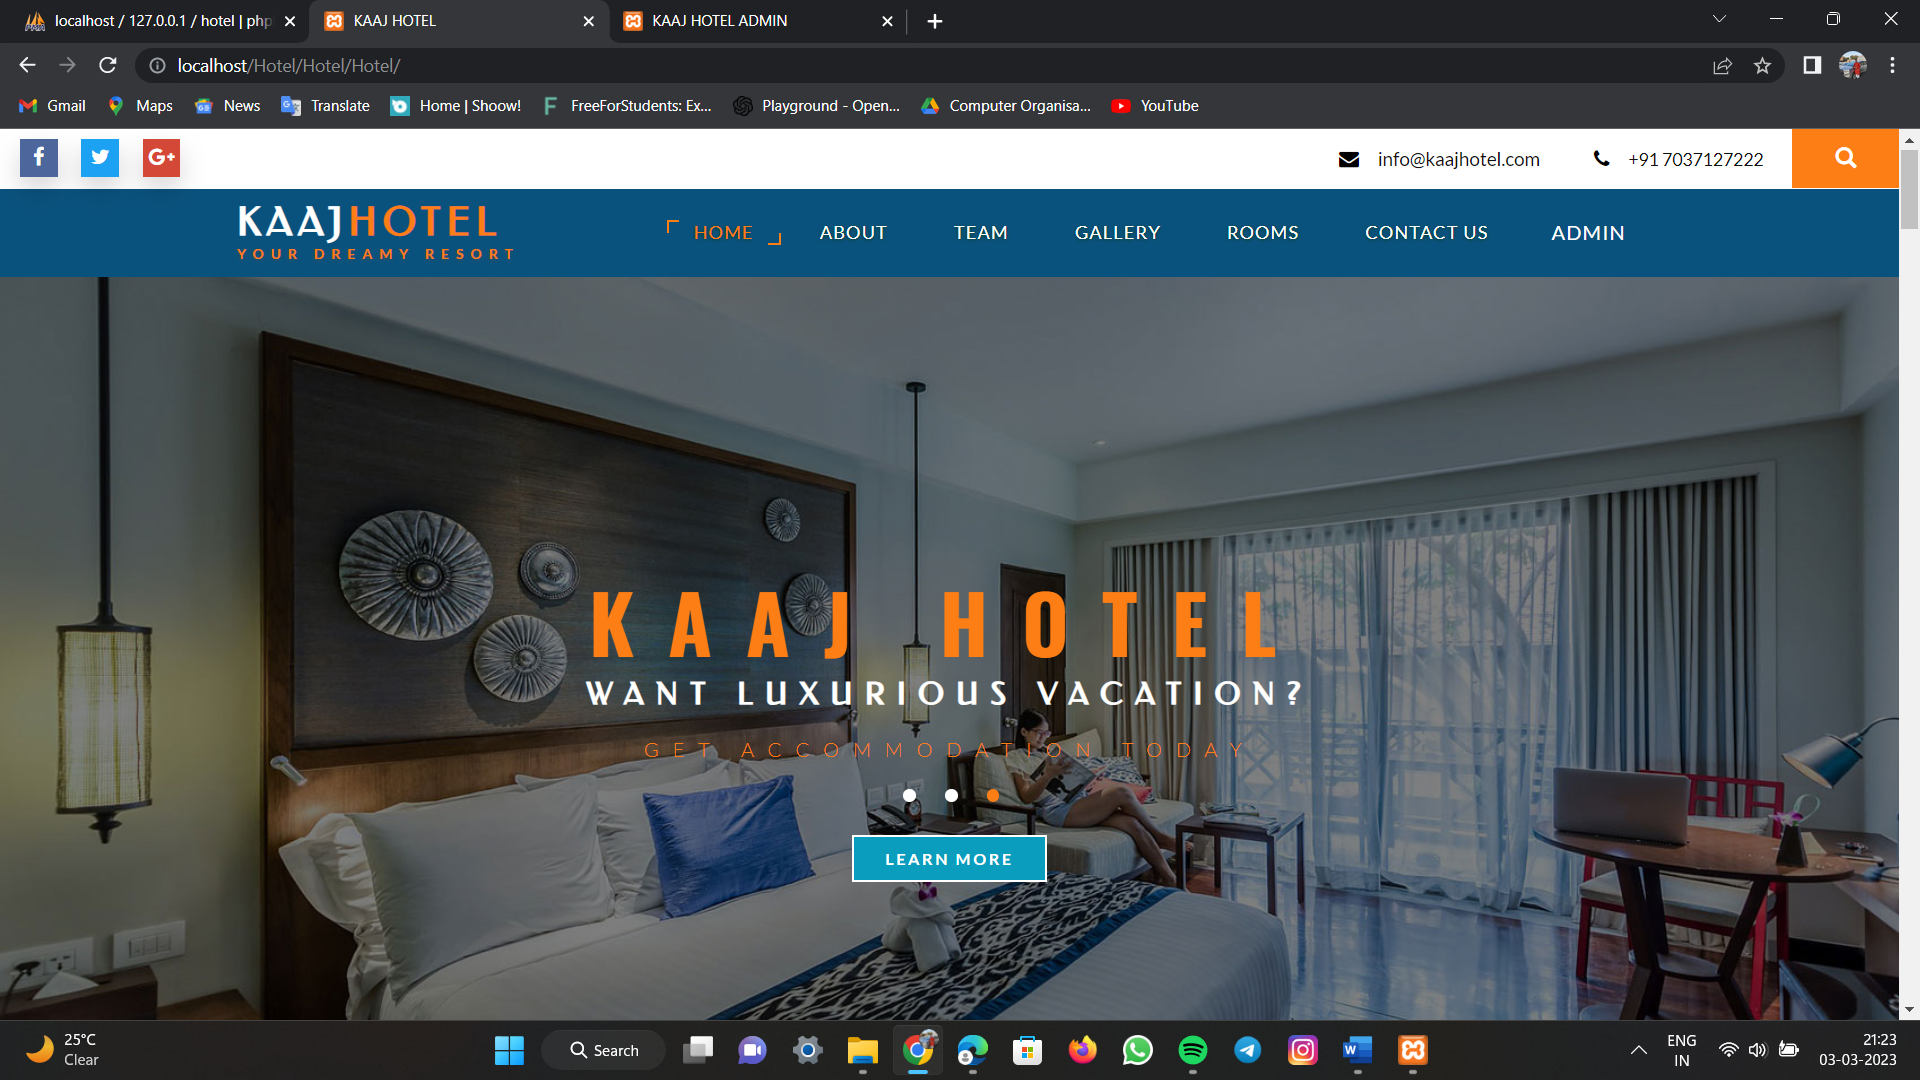 localhost / 127.0.0.1 / hotel | php
KAAJ HOTEL
KAAJ HOTEL ADMIN
localhost/Hotel/Hotel/Hotel/
Gmail
Maps
News
Translate
Home | Shoow!
FreeForStudents: Ex...
Playground - Open...
Computer Organisa...
YouTube
info@kaajhotel.com
+91 7037127222
KAAJHOTEL
YOUR DREAMY RESORT
HOME
ABOUT
TEAM
GALLERY
ROOMS
CONTACT US
ADMIN
KAAJ HOTEL
WANT LUXURIOUS VACATION?
GET ACCOMMODATION TODAY
LEARN MORE
25°C
Clear
Search
ENG
IN
21:23
03-03-2023